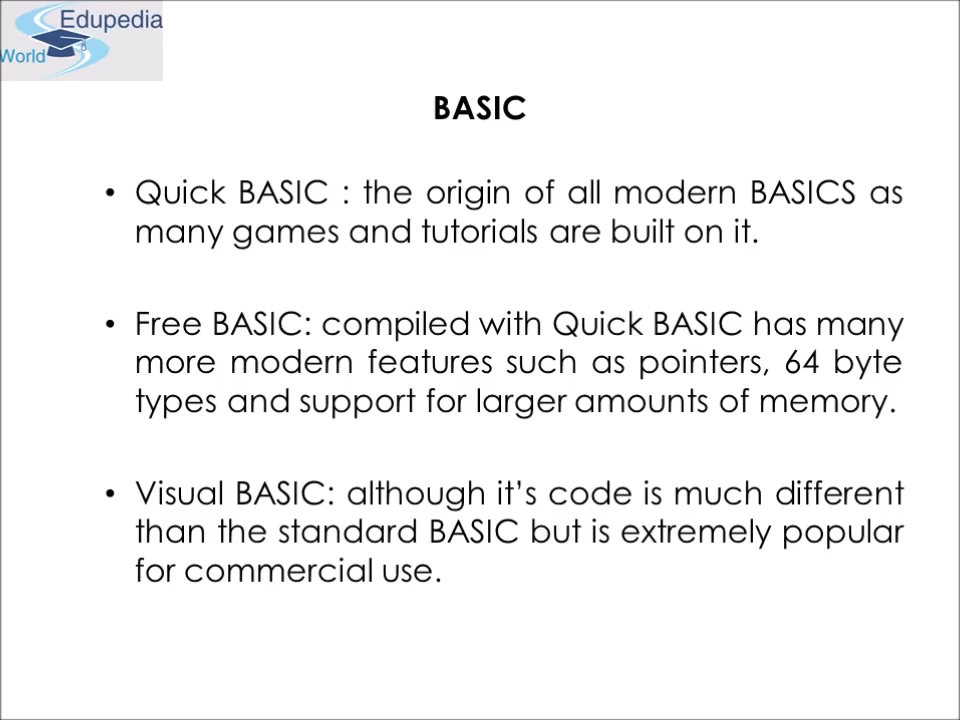 Edupedia
World
BASIC
• Quick BASIC : the origin of all modern BASICS as
many games and tutorials are built on it.
• Free BASIC: compiled with Quick BASIC has many
more modern features such as pointers, 64 byte
types and support for larger amounts of memory.
• Visual BASIC: although it’s code is much different
than the standard BASIC but is extremely popular
for commercial use.